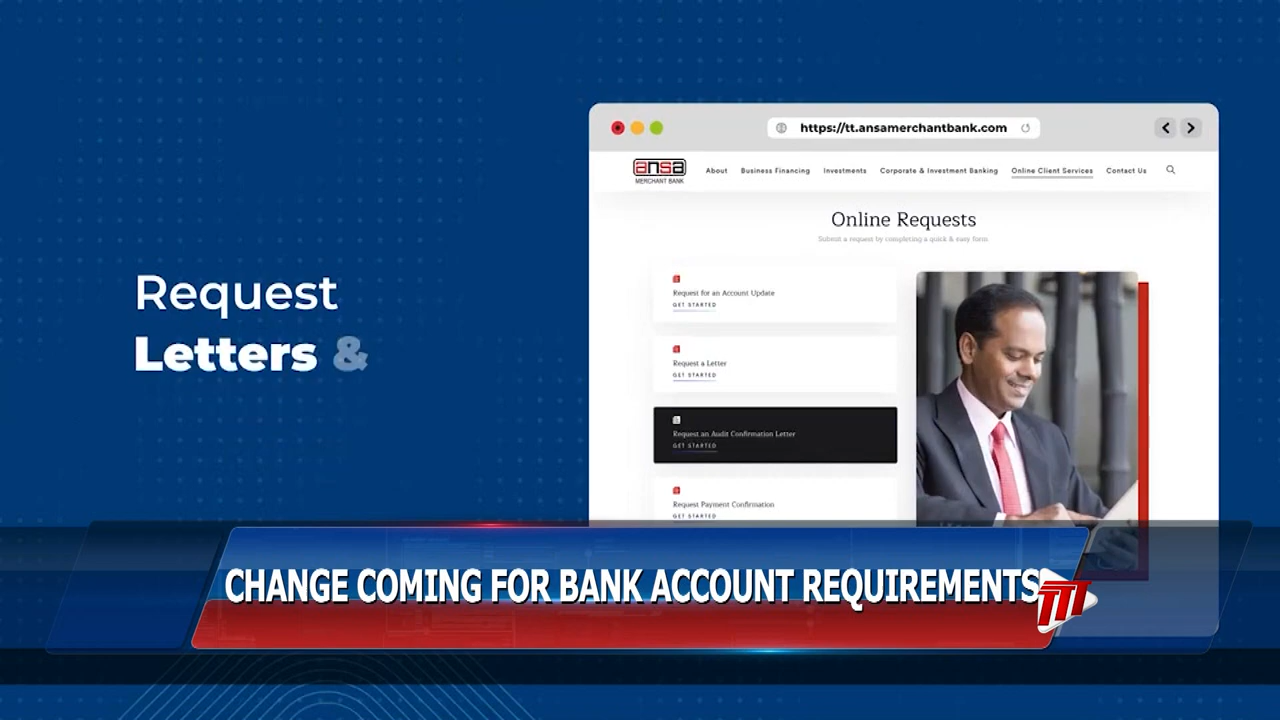 https://tt.ansamerchantbank.com
ansa
MERCHANT BANK
About Business Financing Investments Corporate & Investment Banking Online Client Services Contact Us
Online Requests
Submit a request by completing a quick & easy form
Request for an Account Update
GET STARTED
Request a Letter
GET STARTED
Request an Audit Confirmation Letter
GET STARTED
Request Payment Confirmation
GET STARTED
Request
Letters &
CHANGE COMING FOR BANK ACCOUNT REQUIREMENTS
TTT